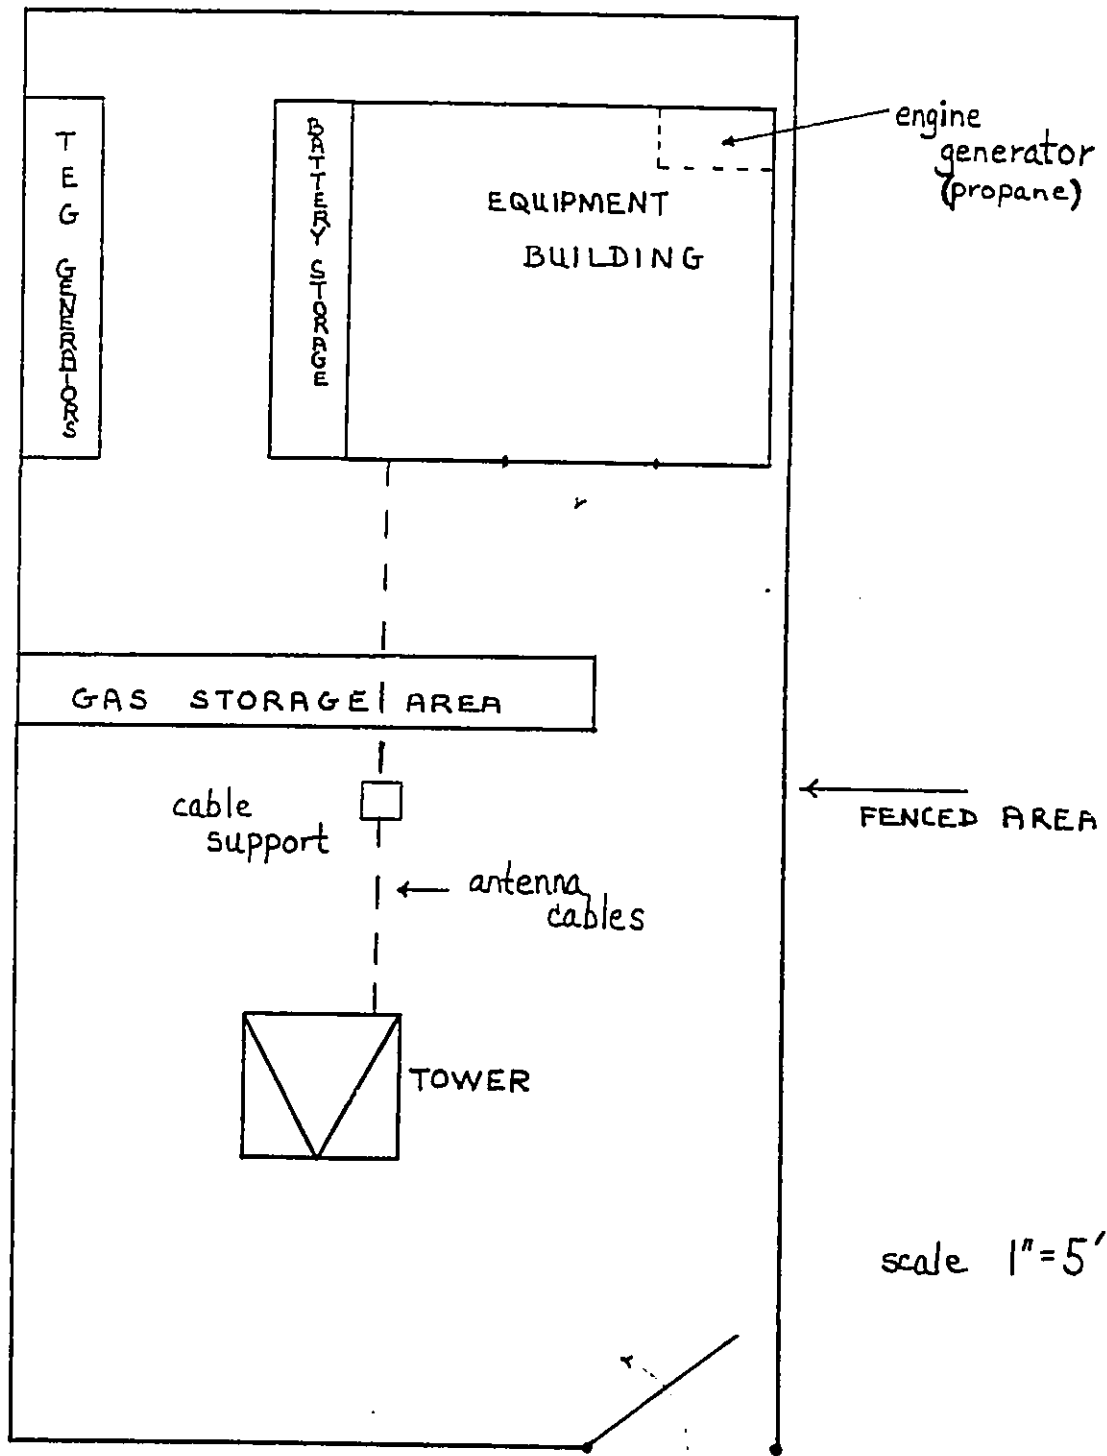 TEG GENERATORS
BATTERY STORAGE
EQUIPMENT
BUILDING
engine
generator
(propane)
GAS STORAGE AREA
cable
support
FENCED AREA
antenna
cables
TOWER
scale 1"=5'